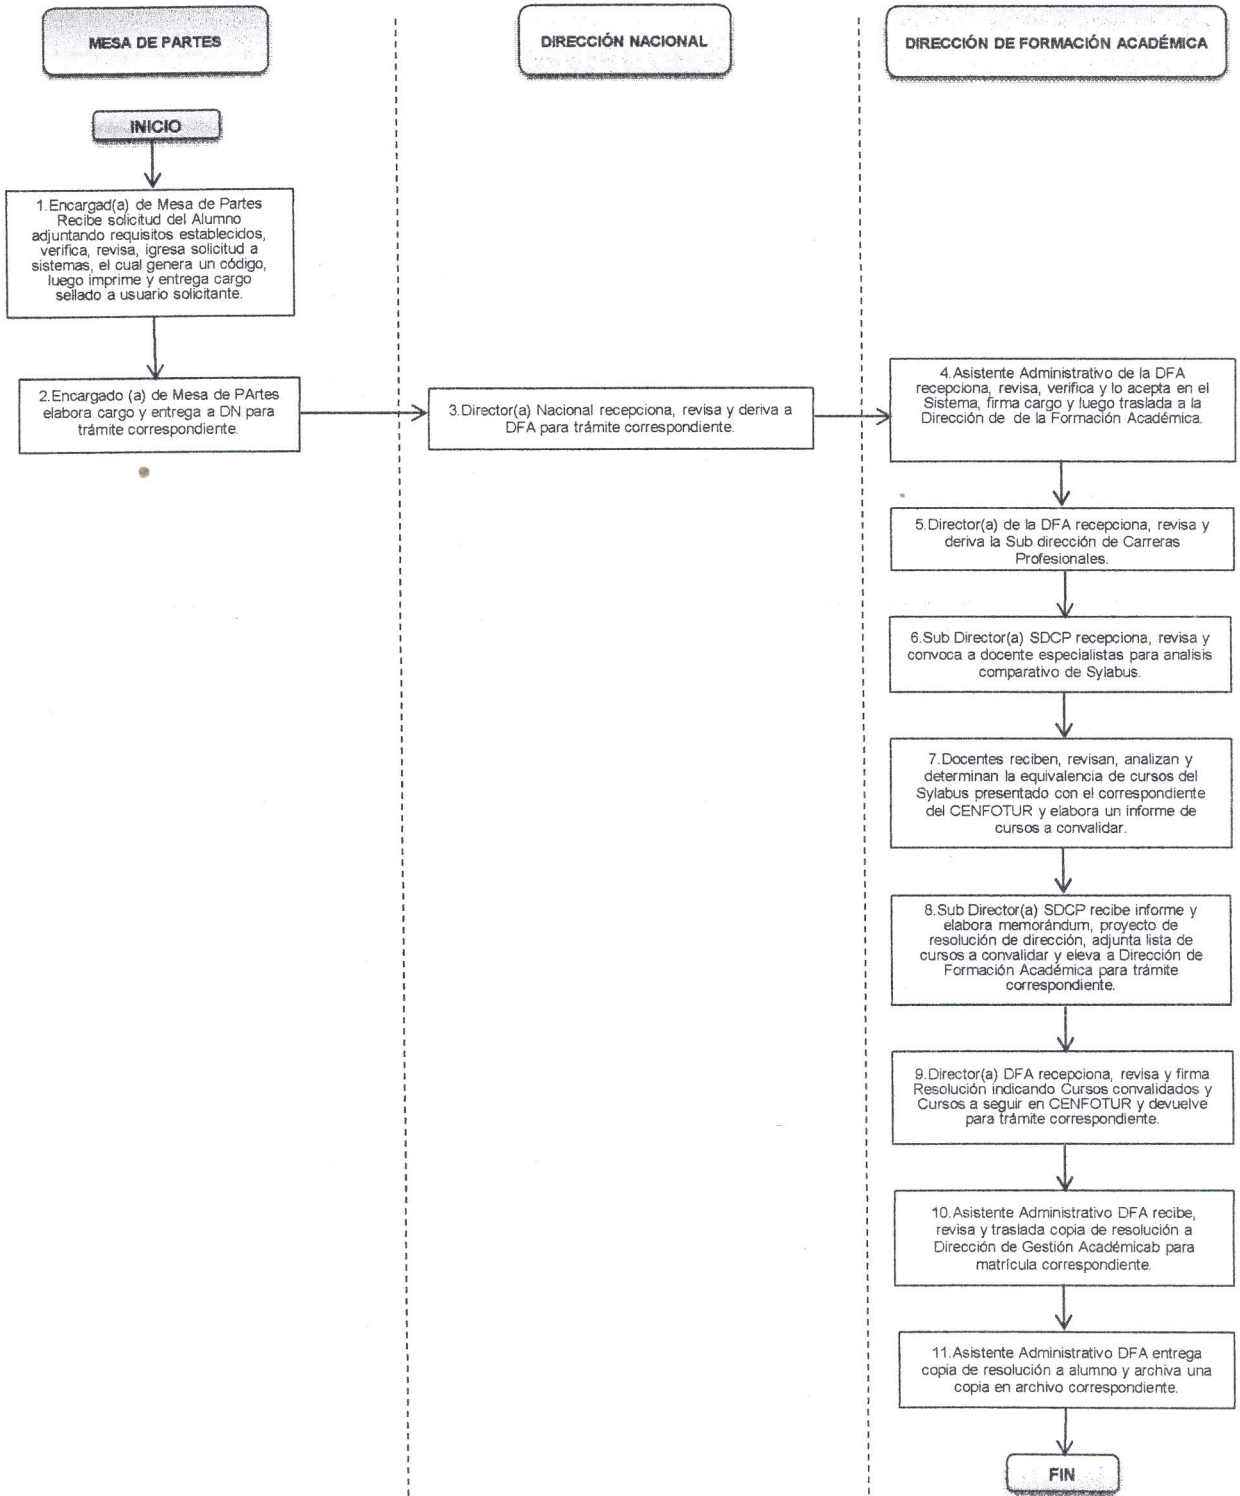 MESA DE PARTES
DIRECCIÓN NACIONAL
DIRECCIÓN DE FORMACIÓN ACADÉMICA
INICIO
1.Encargad(a) de Mesa de Partes
Recibe solicitud del Alumno
adjuntando requisitos establecidos,
verifica, revisa, igresa solicitud a
sistemas, el cual genera un código,
luego imprime y entrega cargo
sellado a usuario solicitante.
2.Encargado (a) de Mesa de PArtes
elabora cargo y entrega a DN para
trámite correspondiente.
3.Director(a) Nacional recepciona, revisa y deriva a
DFA para trámite correspondiente.
4.Asistente Administrativo de la DFA
recepciona, revisa, verifica y lo acepta en el
Sistema, firma cargo y luego traslada a la
Dirección de  de la Formación Académica.
5.Director(a) de la DFA recepciona, revisa y
deriva la Sub dirección de Carreras
Profesionales.
6.Sub Director(a) SDCP recepciona, revisa y
convoca a docente especialistas para analisis
comparativo de Sylabus.
7.Docentes reciben, revisan, analizan y
determinan la equivalencia de cursos del
Sylabus presentado con el correspondiente
del CENFOTUR y elabora un informe de
cursos a convalidar.
8.Sub Director(a) SDCP recibe informe y
elabora memorándum, proyecto de
resolución de dirección, adjunta lista de
cursos a convalidar y eleva a Dirección de
Formación Académica para trámite
correspondiente.
9.Director(a) DFA recepciona, revisa y firma
Resolución indicando Cursos convalidados y
Cursos a seguir en CENFOTUR y devuelve
para trámite correspondiente.
10.Asistente Administrativo DFA recibe,
revisa y traslada copia de resolución a
Dirección de Gestión Académicab para
matrícula correspondiente.
11.Asistente Administrativo DFA entrega
copia de resolución a alumno y archiva una
copia en archivo correspondiente.
FIN